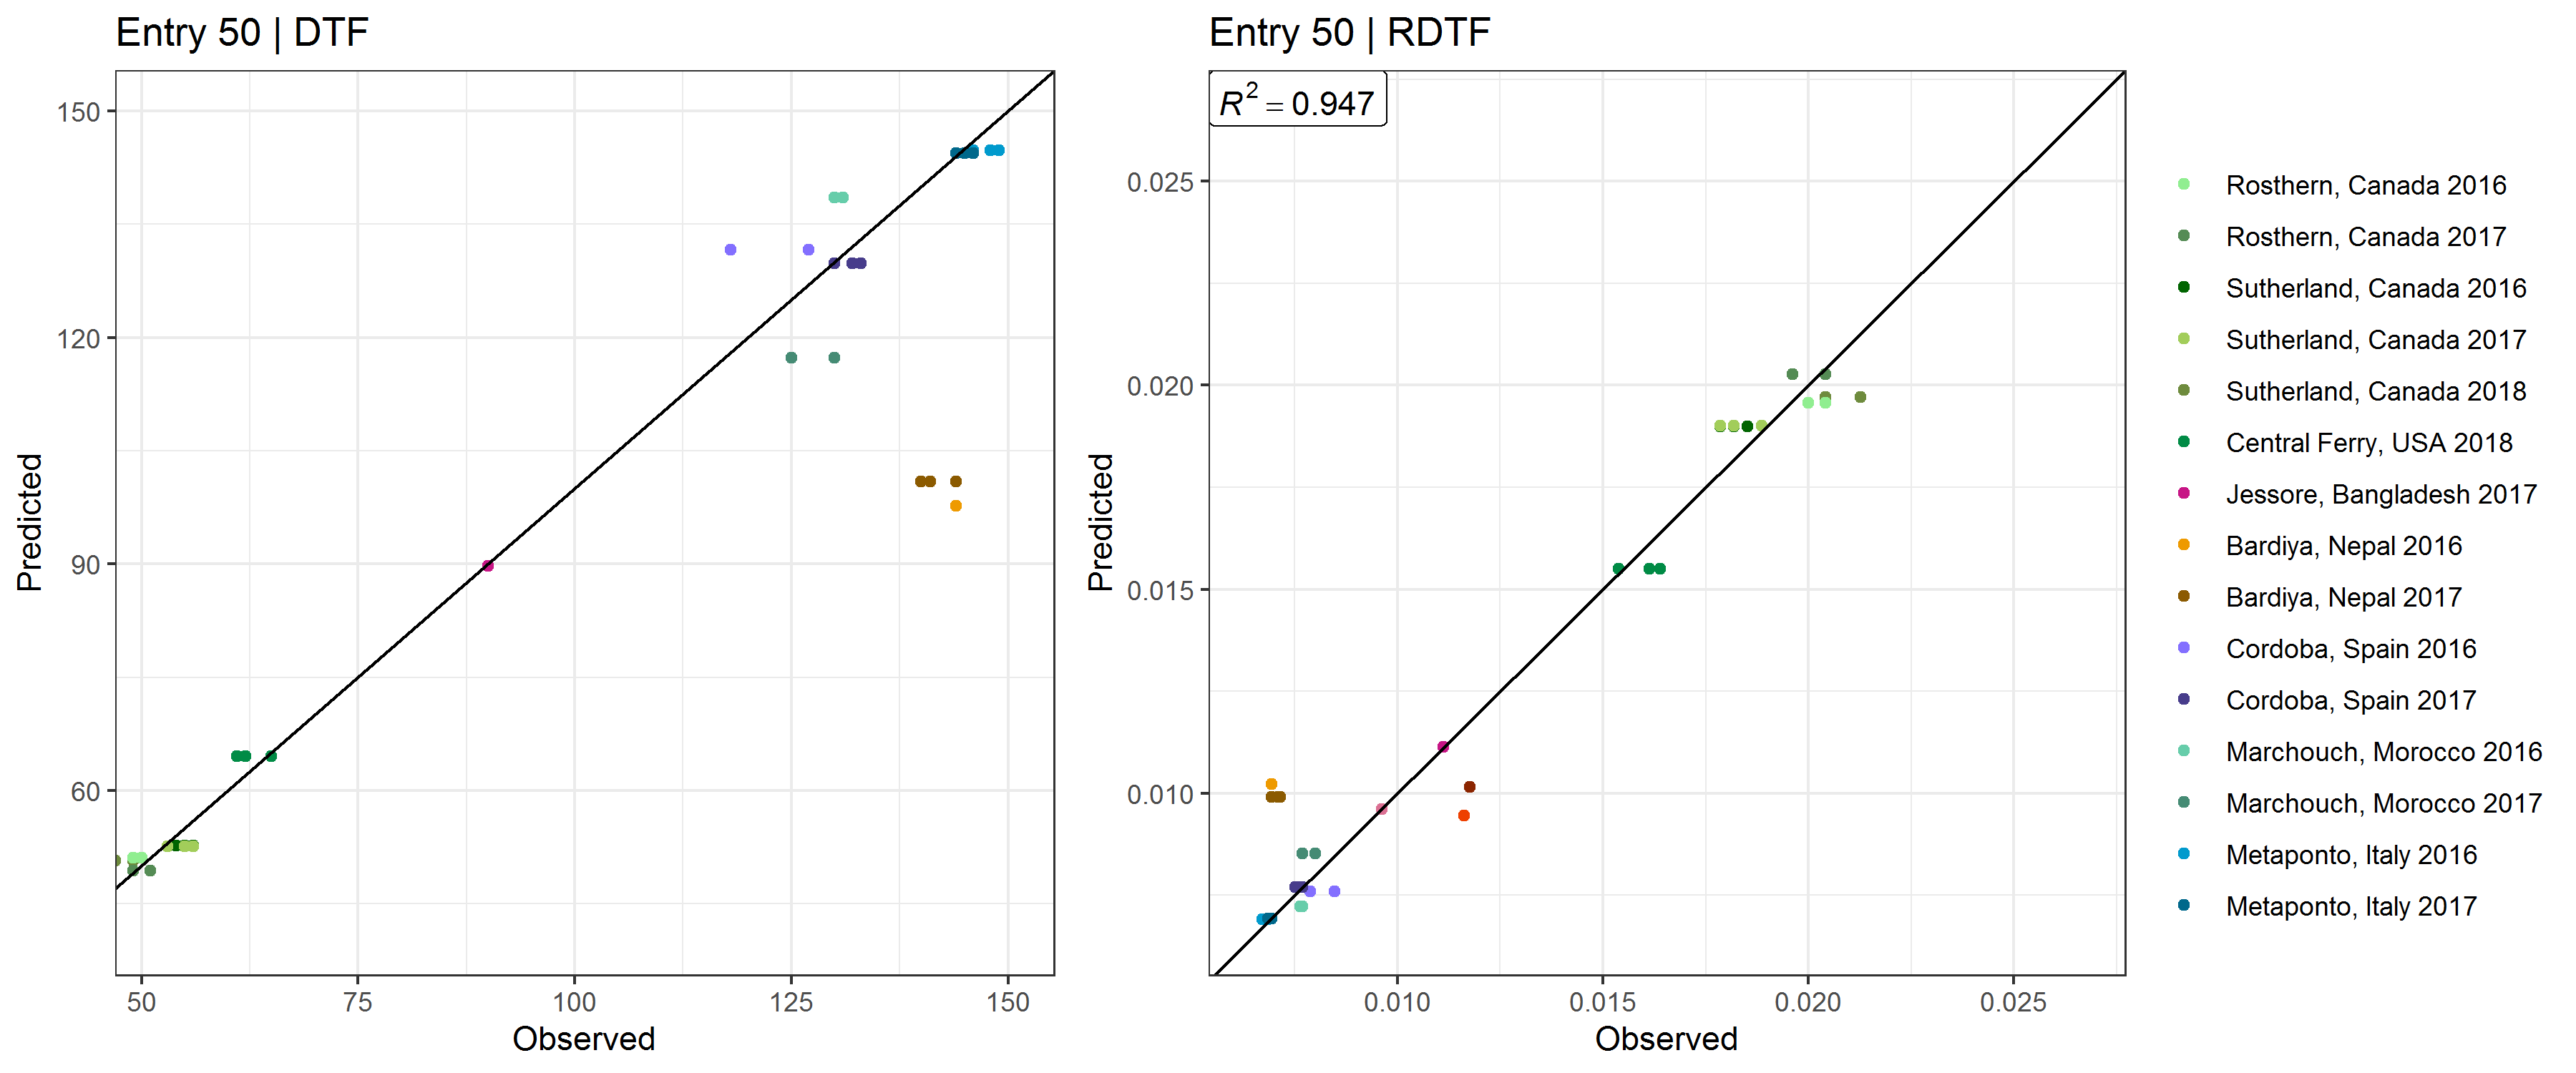 Entry 50 | DTF
150
120
90
60
50
75
100
125
150
Predicted
Observed
Entry 50 | RDTF
R² = 0.947
0.025
0.020
0.015
0.010
0.010
0.015
0.020
0.025
Predicted
Observed
Rosthern, Canada 2016
Rosthern, Canada 2017
Sutherland, Canada 2016
Sutherland, Canada 2017
Sutherland, Canada 2018
Central Ferry, USA 2018
Jessore, Bangladesh 2017
Bardiya, Nepal 2016
Bardiya, Nepal 2017
Cordoba, Spain 2016
Cordoba, Spain 2017
Marchouch, Morocco 2016
Marchouch, Morocco 2017
Metaponto, Italy 2016
Metaponto, Italy 2017